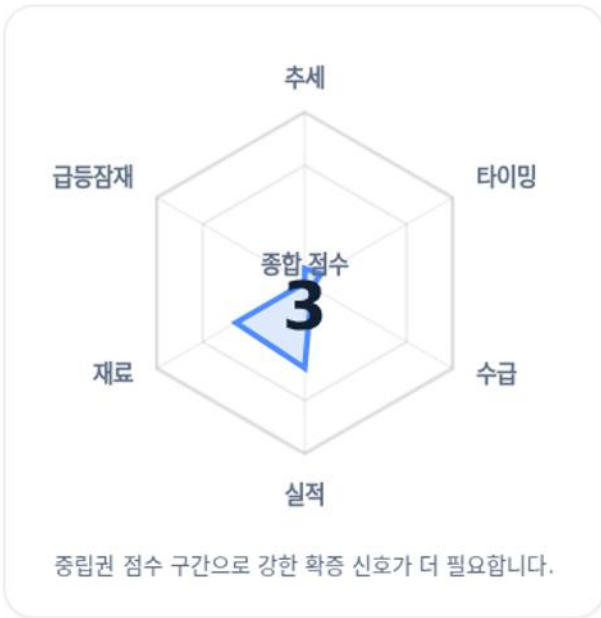 추세
급등잠재
타이밍
종합 점수
3
재료
수급
실적
중립권 점수 구간으로 강한 확증 신호가 더 필요합니다.